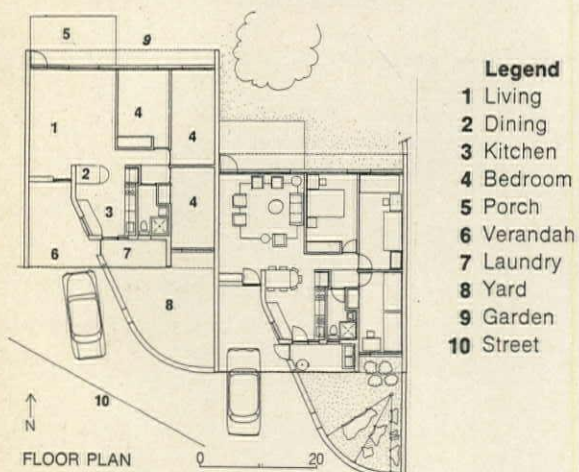 5
9
1
4
4
2
3
4
6
7
8
10
N
FLOOR PLAN
0
20
Legend
1 Living
2 Dining
3 Kitchen
4 Bedroom
5 Porch
6 Verandah
7 Laundry
8 Yard
9 Garden
10 Street